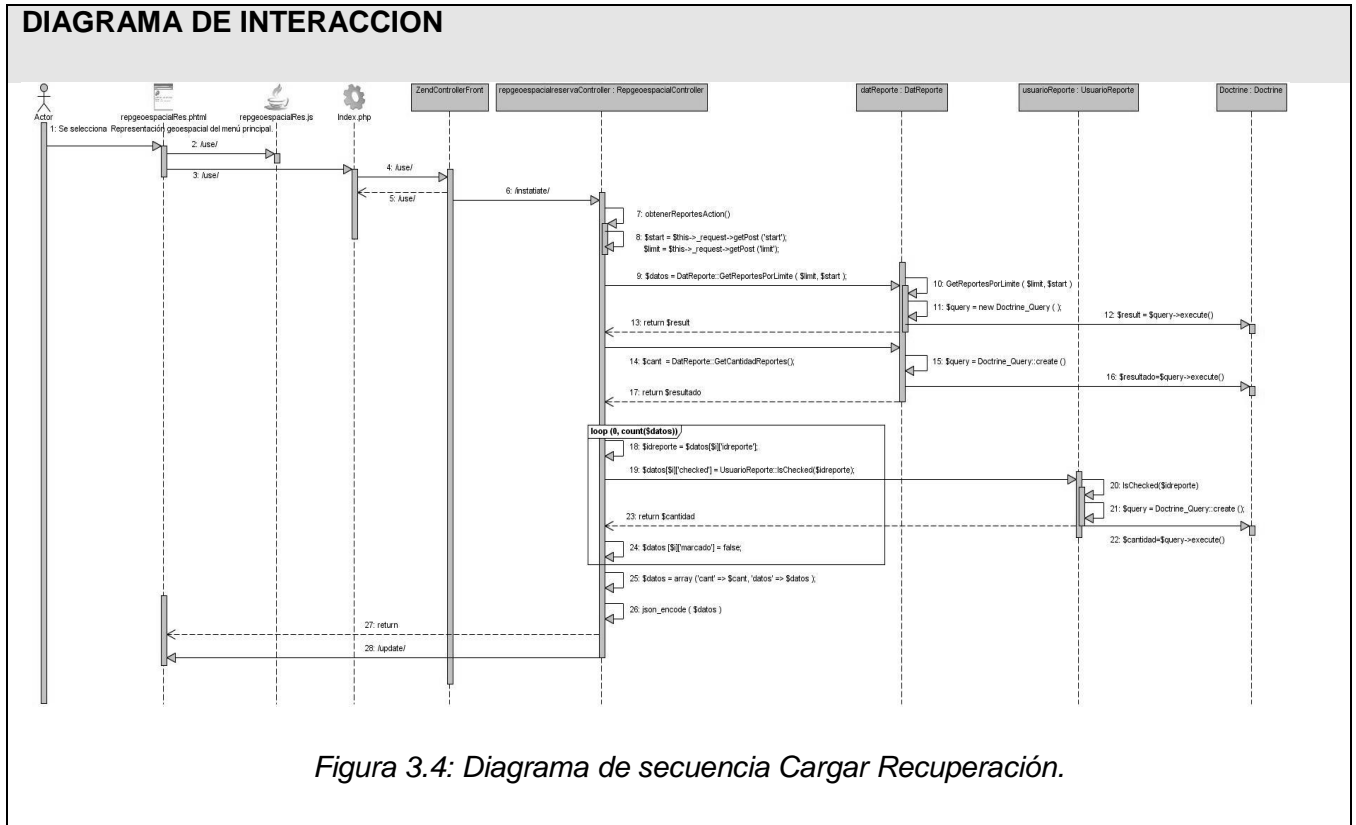 DIAGRAMA DE INTERACCION
ZendControllerFront
repgeoespacialreservaController : RepgeoespacialController
datReporte : DatReporte
usuarioReporte : UsuarioReporte
Doctrine : Doctrine
Actor
repgeoespacialRes.phtml
repgeoespacialRes.js
Index.php
1: Se selecciona Representación geoespacial del menú principal.
2: /use/
3: /use/
4: /use/
5: /use/
6: /instatiate/
7: obtenerReportesAction()
8: $start = $this->_request->getPost ('start');
$limit = $this->_request->getPost ('limit');
9: $datos = DatReporte::GetReportesPorLimite ( $limit, $start );
10: GetReportesPorLimite ( $limit, $start )
11: $query = new Doctrine_Query ( );
12: $result = $query->execute()
13: return $result
14: $cant = DatReporte::GetCantidadReportes();
15: $query = Doctrine_Query::create ()
16: $resultado=$query->execute()
17: return $resultado
loop (0, count($datos))
18: $idreporte = $datos[$i]['idreporte'];
19: $datos[$i]['checked'] = UsuarioReporte::IsChecked($idreporte);
20: IsChecked($idreporte)
21: $query = Doctrine_Query::create ();
22: $cantidad=$query->execute()
23: return $cantidad
24: $datos [$i]['marcado'] = false;
25: $datos = array ('cant' => $cant, 'datos' => $datos );
26: json_encode ( $datos )
27: return
28: /update/
Figura 3.4: Diagrama de secuencia Cargar Recuperación.